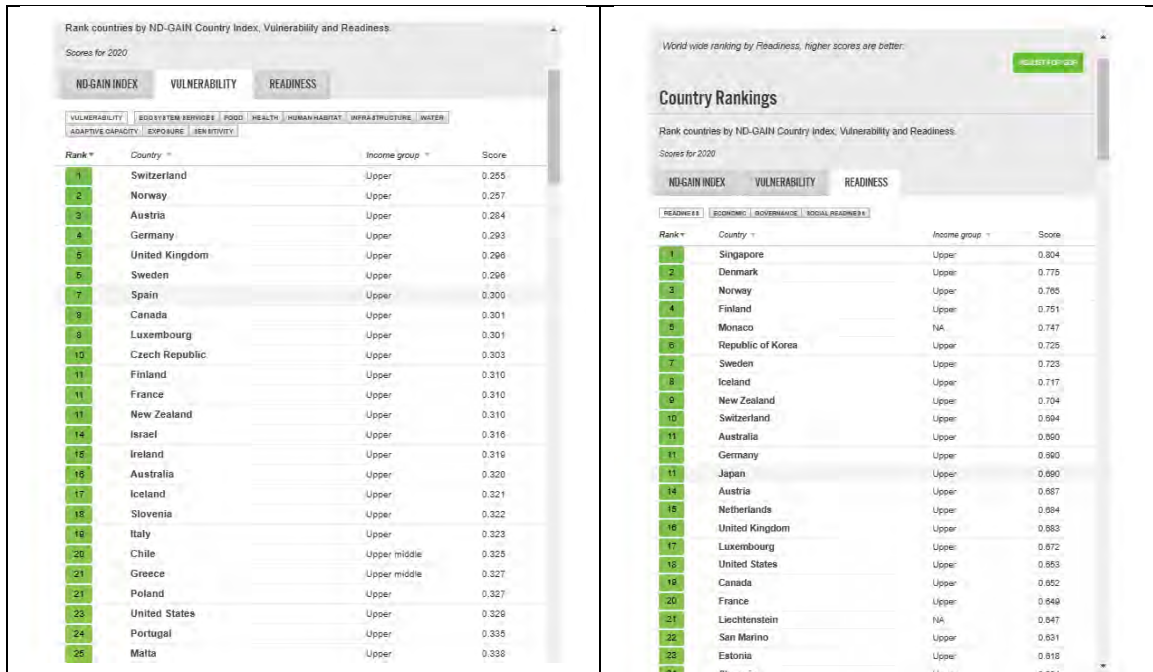 Rank countries by ND-GAIN Country Index, Vulnerability and Readiness.
Scores for 2020
ND-GAIN INDEX VULNERABILITY READINESS
VULNERABILITY ECOSYSTEM SERVICES FOOD HEALTH HUMAN HABITAT INFRASTRUCTURE WATER
ADAPTIVE CAPACITY EXPOSURE SENSITIVITY
Rank Country Income group Score
1 Switzerland Upper 0.255
2 Norway Upper 0.257
3 Austria Upper 0.284
4 Germany Upper 0.293
5 United Kingdom Upper 0.296
5 Sweden Upper 0.296
7 Spain Upper 0.300
8 Canada Upper 0.301
8 Luxembourg Upper 0.301
10 Czech Republic Upper 0.303
11 Finland Upper 0.310
11 France Upper 0.310
11 New Zealand Upper 0.310
14 Israel Upper 0.316
15 Ireland Upper 0.319
16 Australia Upper 0.320
17 Iceland Upper 0.321
18 Slovenia Upper 0.322
19 Italy Upper 0.323
20 Chile Upper middle 0.325
21 Greece Upper middle 0.327
21 Poland Upper 0.327
23 United States Upper 0.329
24 Portugal Upper 0.335
25 Malta Upper 0.338
World wide ranking by Readiness, higher scores are better.
Country Rankings
Rank countries by ND-GAIN Country Index, Vulnerability and Readiness.
Scores for 2020
ND-GAIN INDEX VULNERABILITY READINESS
READINESS ECONOMIC GOVERNANCE SOCIAL READINESS
Rank Country Income group Score
1 Singapore Upper 0.804
2 Denmark Upper 0.775
3 Norway Upper 0.765
4 Finland Upper 0.751
5 Monaco NA 0.747
6 Republic of Korea Upper 0.725
7 Sweden Upper 0.723
8 Iceland Upper 0.717
9 New Zealand Upper 0.704
10 Switzerland Upper 0.694
11 Australia Upper 0.690
11 Germany Upper 0.690
11 Japan Upper 0.690
14 Austria Upper 0.687
15 Netherlands Upper 0.684
16 United Kingdom Upper 0.683
17 Luxembourg Upper 0.672
18 United States Upper 0.653
19 Canada Upper 0.652
20 France Upper 0.649
21 Liechtenstein NA 0.647
22 San Marino Upper 0.631
23 Estonia Upper 0.618